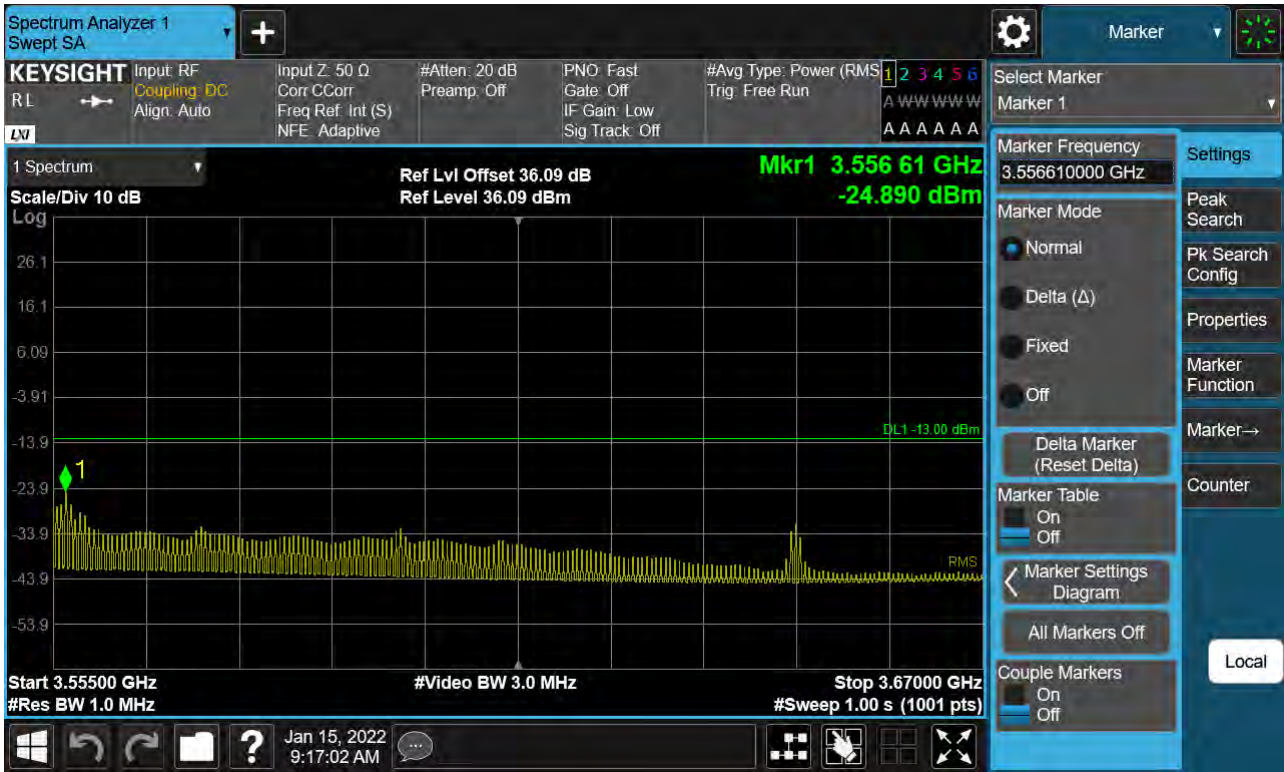 Spectrum Analyzer 1
Swept SA
+
Marker
KEYSIGHT
RL
LXI
Input: RF
Coupling: DC
Align: Auto
Input Z: 50 Ω
Corr CCorr
Freq Ref: Int (S)
NFE: Adaptive
#Atten: 20 dB
Preamp: Off
PNO: Fast
Gate: Off
IF Gain: Low
Sig Track: Off
#Avg Type: Power (RMS
Trig: Free Run
1 2 3 4 5 6
A W W W W W
A A A A A A
Select Marker
Marker 1
1 Spectrum
Scale/Div 10 dB
Log
Ref Lvl Offset 36.09 dB
Ref Level 36.09 dBm
Mkr1 3.556 61 GHz
-24.890 dBm
26.1
16.1
6.09
-3.91
-13.9
-23.9
-33.9
-43.9
-53.9
DL1 -13.00 dBm
1
RMS
Start 3.55500 GHz
#Res BW 1.0 MHz
#Video BW 3.0 MHz
Stop 3.67000 GHz
#Sweep 1.00 s (1001 pts)
Marker Frequency
3.556610000 GHz
Marker Mode
Normal
Delta (Δ)
Fixed
Off
Delta Marker
(Reset Delta)
Marker Table
On
Off
Marker Settings
Diagram
All Markers Off
Couple Markers
On
Off
Settings
Peak
Search
Pk Search
Config
Properties
Marker
Function
Marker→
Counter
Local
?
Jan 15, 2022
9:17:02 AM